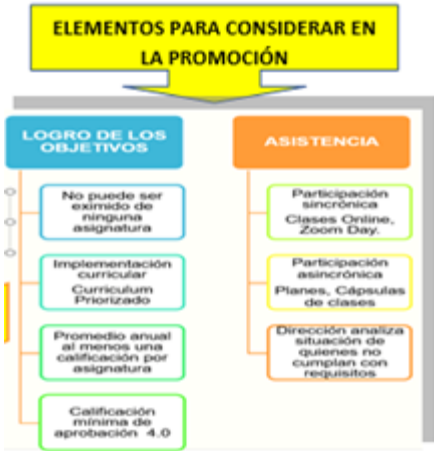 ELEMENTOS PARA CONSIDERAR EN
LA PROMOCIÓN
LOGRO DE LOS
OBJETIVOS
No puede ser
eximido de
ninguna
asignatura
Implementación
curricular
Curriculum
Priorizado
Promedio anual
al menos una
calificación por
asignatura
Calificación
mínima de
aprobación 4.0
ASISTENCIA
Participación
sincrónica
Clases Online,
Zoom Day.
Participación
asincrónica
Planes, Cápsulas
de clases
Dirección analiza
situación de
quienes no
cumplan con
requisitos